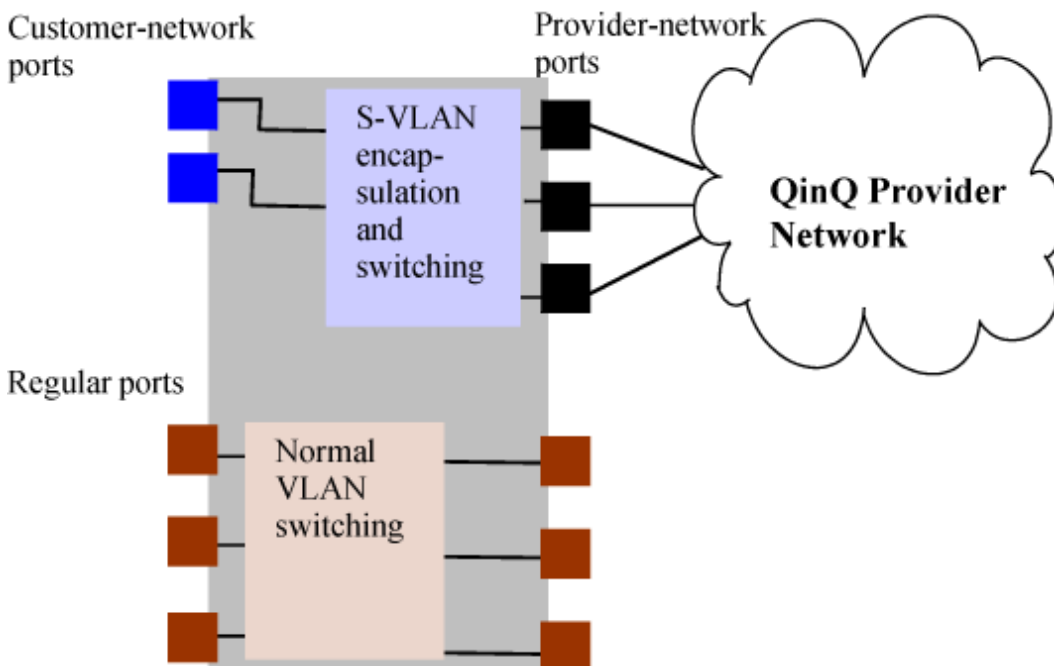 Customer-network
ports
Provider-network
ports
S-VLAN
encap-
sulation
and
switching
QinQ Provider
Network
Regular ports
Normal
VLAN
switching